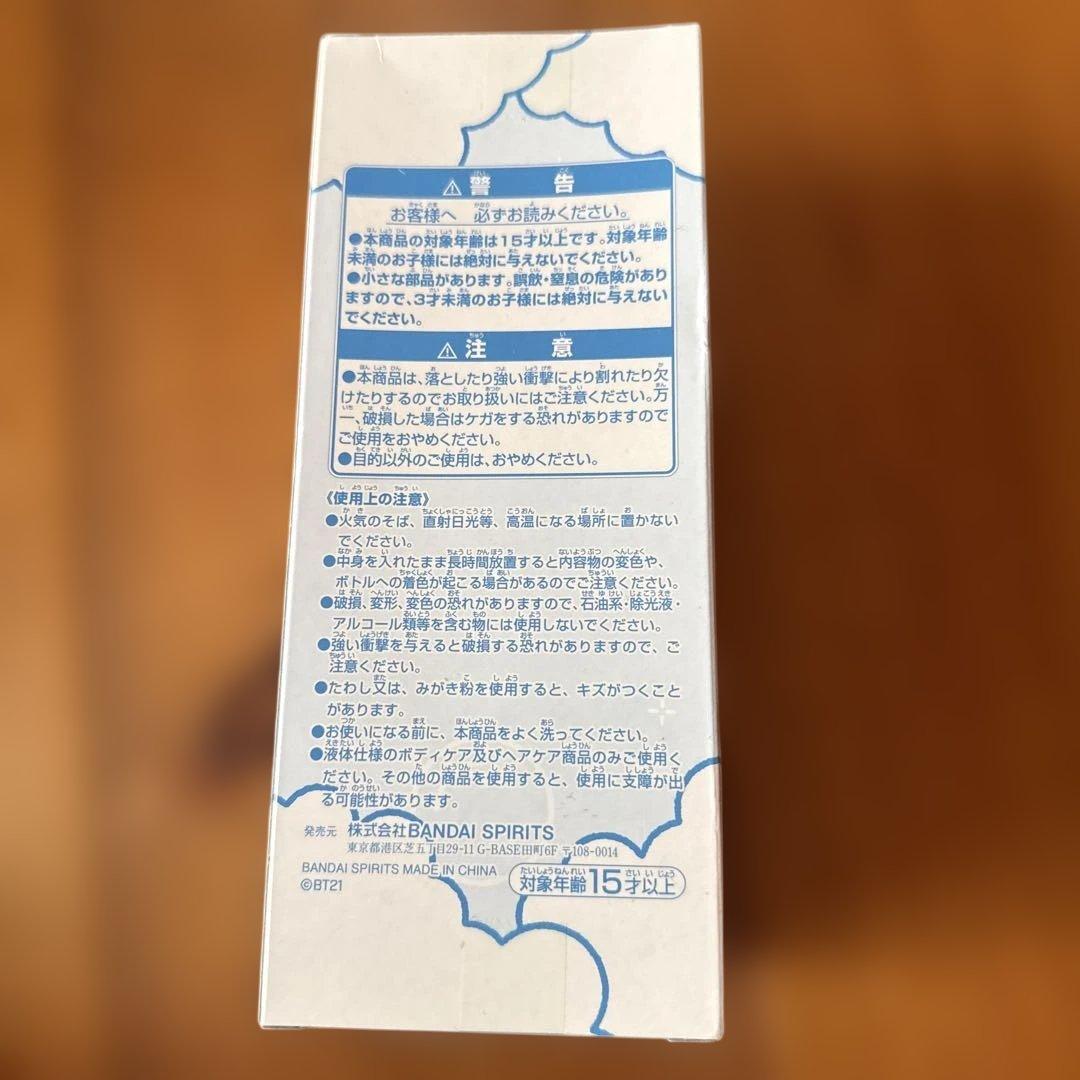 ⚠警告
お客様へ 必ずお読みください。
●本商品の対象年齢は15才以上です。対象年齢
未満のお子様には絶対に与えないでください。
●小さな部品があります。誤飲・窒息の危険があり
ますので、3才未満のお子様には絶対に与えない
でください。
⚠注意
●本商品は、落としたり強い衝撃により割れたり欠
けたりするのでお取り扱いにはご注意ください。万
一、破損した場合はケガをする恐れがありますので
ご使用をおやめください。
●目的以外のご使用は、おやめください。
《使用上の注意》
●火気のそば、直射日光等、高温になる場所に置かない
でください。
●中身を入れたまま長時間放置すると内容物の変色や、
ボトルへの着色が起こる場合があるのでご注意ください。
●破損、変形、変色の恐れがありますので、石油系・除光液・
アルコール類等を含む物には使用しないでください。
●強い衝撃を与えると破損する恐れがありますので、ご
注意ください。
●たわし又は、みがき粉を使用すると、キズがつくこと
があります。
●お使いになる前に、本商品をよく洗ってください。
●液体仕様のボディケア及びヘアケア商品のみご使用く
ださい。その他の商品を使用すると、使用に支障が出
る可能性があります。
発売元 株式会社BANDAI SPIRITS
東京都港区芝五丁目29-11 G-BASE田町6F 〒108-0014
BANDAI SPIRITS MADE IN CHINA
©BT21
対象年齢15才以上